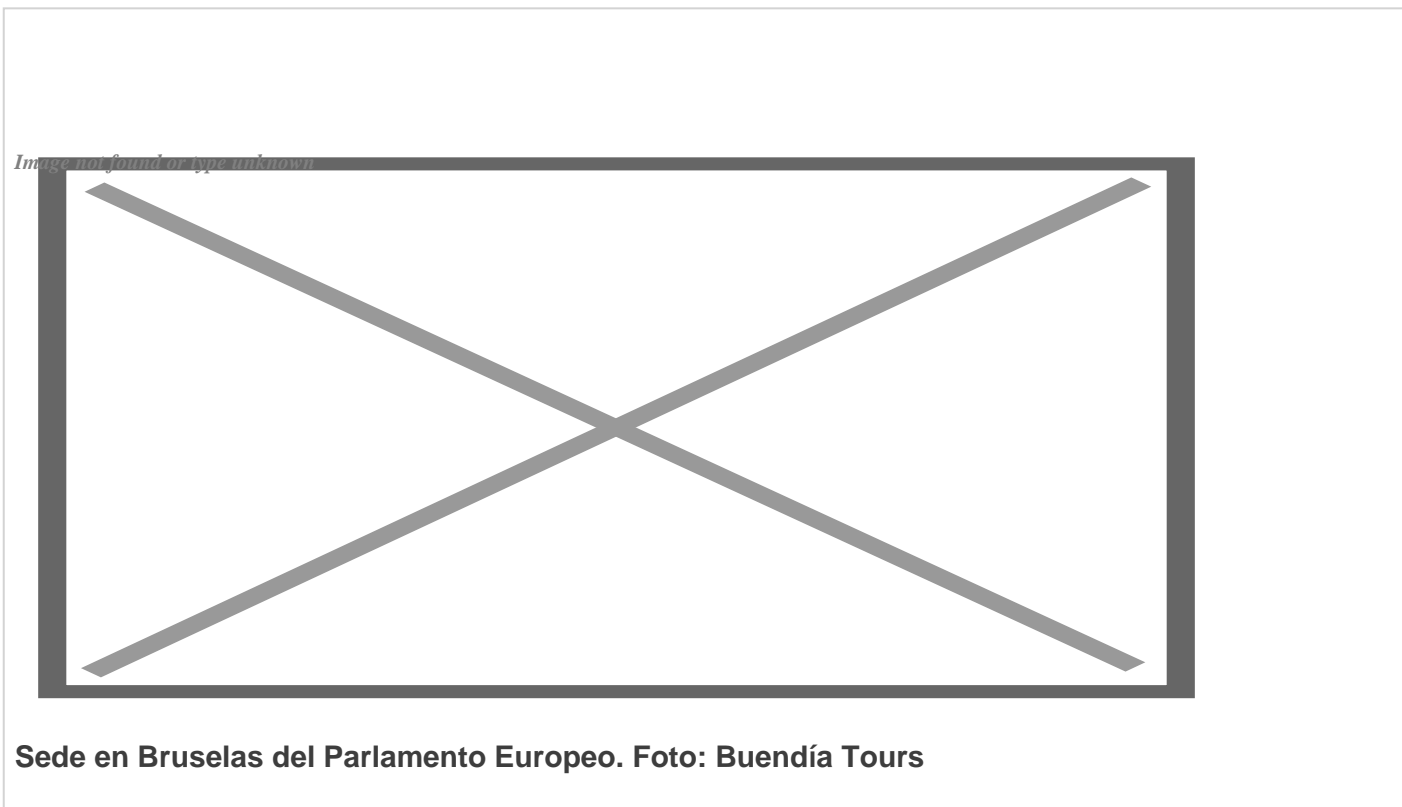 Image not found or type unknown
Sede en Bruselas del Parlamento Europeo. Foto: Buendía Tours